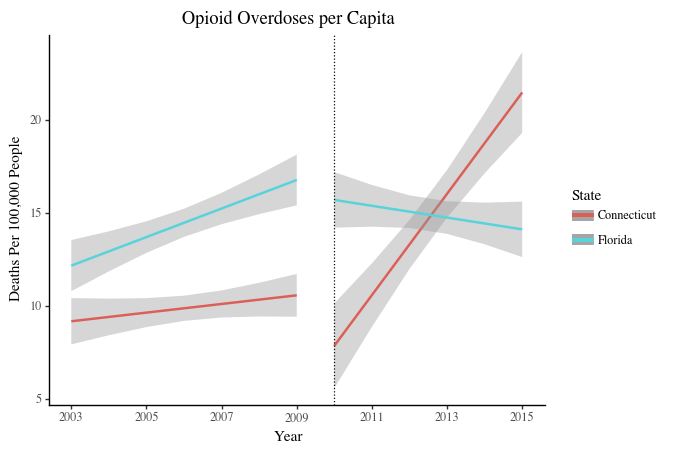 Opioid Overdoses per Capita
Deaths Per 100,000 People
20
15
10
5
2003 2005 2007 2009 2011 2013 2015
Year
State
Connecticut
Florida